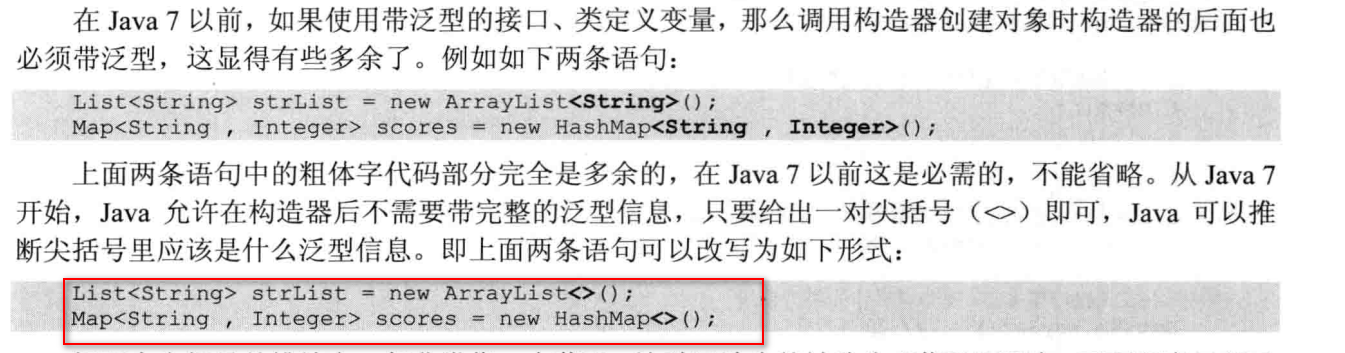 在 Java 7 以前，如果使用带泛型的接口、类定义变量，那么调用构造器创建对象时构造器的后面也
必须带泛型，这显得有些多余了。例如如下两条语句：
List<String> strList = new ArrayList<String>();
Map<String , Integer> scores = new HashMap<String , Integer>();
上面两条语句中的粗体字代码部分完全是多余的，在 Java 7 以前这是必需的，不能省略。从 Java 7
开始，Java 允许在构造器后不需要带完整的泛型信息，只要给出一对尖括号（<>）即可，Java 可以推
断尖括号里应该是什么泛型信息。即上面两条语句可以改写为如下形式：
List<String> strList = new ArrayList<>();
Map<String , Integer> scores = new HashMap<>();